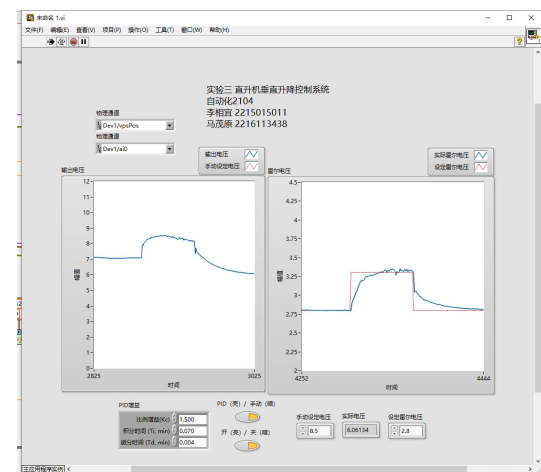 未命名 1.vi
文件(F) 编辑(E) 查看(V) 项目(P) 操作(O) 工具(T) 窗口(W) 帮助(H)
实验三 直升机垂直升降控制系统
自动化2104
李相宜 2215015011
马茂原 2216113438
物理通道
Dev1/vpsPos
物理通道
Dev1/ai0
输出电压
手动设定电压
实际霍尔电压
设定霍尔电压
输出电压
12
11
10
9
8
7
6
5
4
3
2
1
0
幅值
2825
3025
时间
霍尔电压
4.5
4.25
4
3.75
3.5
3.25
3
2.75
2.5
2.25
2
幅值
4252
4444
时间
PID增益
比例增益(Kc) 1.500
积分时间 (Ti, min) 0.070
微分时间 (Td, min) 0.004
PID (亮) / 手动 (暗)
开 (亮) / 关 (暗)
手动设定电压
8.5
实际电压
6.06134
设定霍尔电压
2.8
主应用程序实例